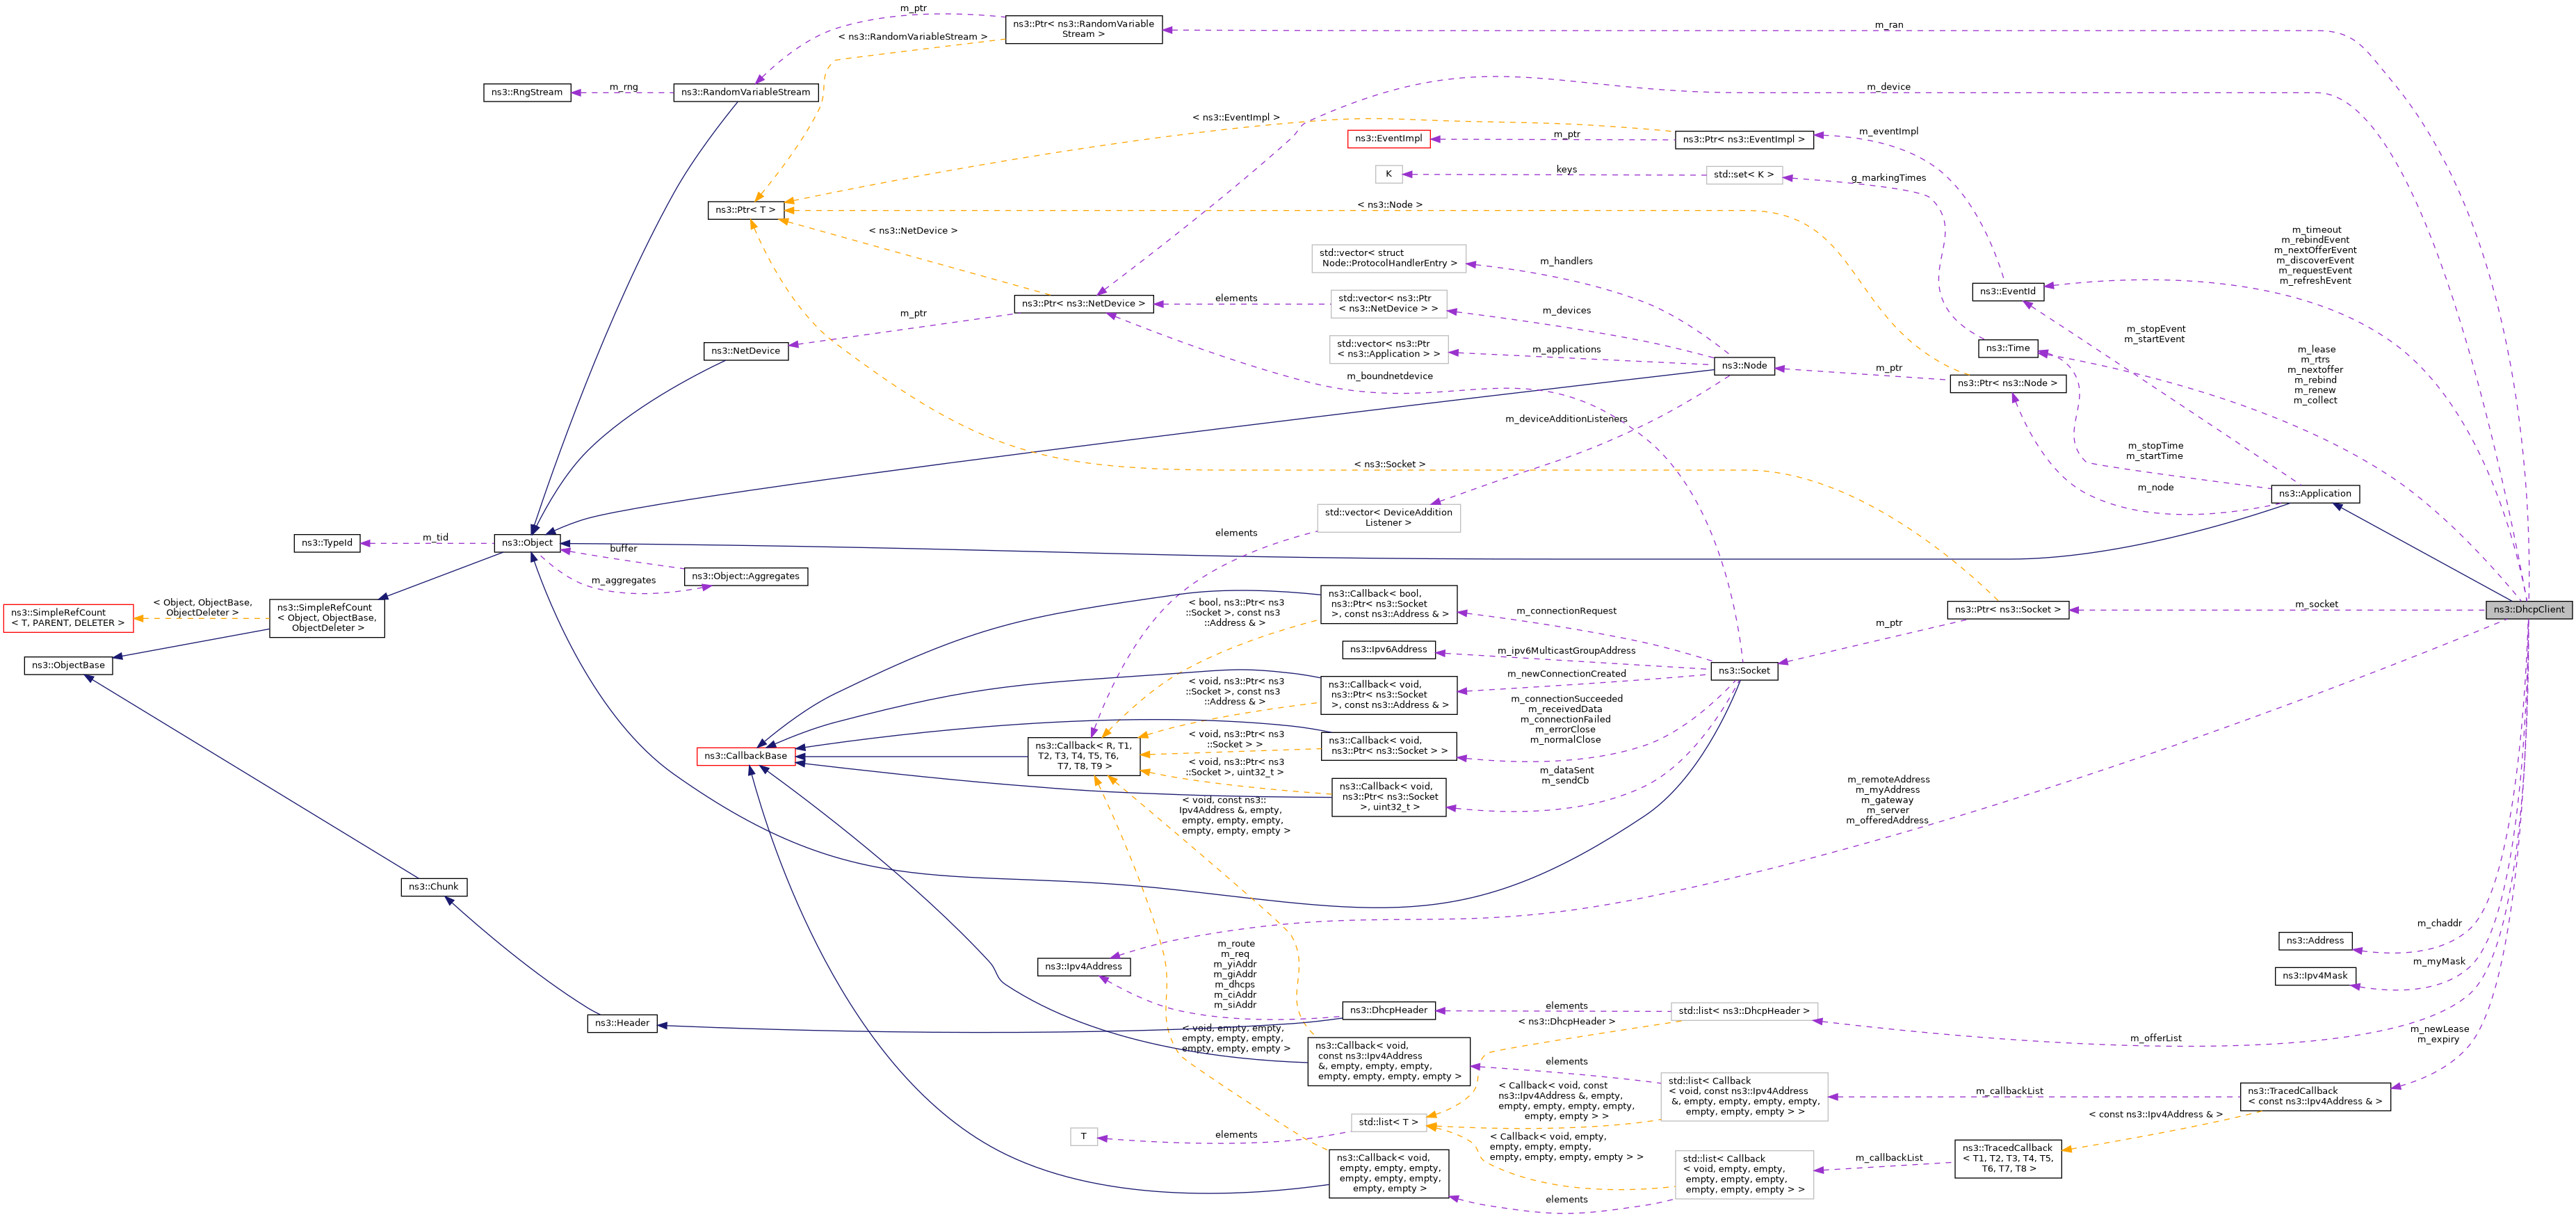 m_ptr
ns3::Ptr< ns3::RandomVariable
Stream >
m_ran
< ns3::RandomVariableStream >
ns3::RngStream
m_rng
ns3::RandomVariableStream
m_device
< ns3::EventImpl >
ns3::EventImpl
m_ptr
ns3::Ptr< ns3::EventImpl >
m_eventImpl
K
keys
std::set< K >
g_markingTimes
ns3::Ptr< T >
< ns3::Node >
< ns3::NetDevice >
m_timeout
m_rebindEvent
m_nextOfferEvent
m_discoverEvent
m_requestEvent
m_refreshEvent
std::vector< struct
Node::ProtocolHandlerEntry >
m_handlers
ns3::EventId
ns3::Ptr< ns3::NetDevice >
elements
std::vector< ns3::Ptr
< ns3::NetDevice > >
m_devices
m_ptr
m_stopEvent
m_startEvent
ns3::NetDevice
std::vector< ns3::Ptr
< ns3::Application > >
m_applications
ns3::Time
m_lease
m_rtrs
m_nextoffer
m_rebind
m_renew
m_collect
ns3::Node
m_ptr
ns3::Ptr< ns3::Node >
m_boundnetdevice
m_deviceAdditionListeners
m_stopTime
m_startTime
< ns3::Socket >
m_node
ns3::Application
std::vector< DeviceAddition
Listener >
elements
ns3::TypeId
m_tid
ns3::Object
buffer
m_aggregates
ns3::Object::Aggregates
ns3::SimpleRefCount
< T, PARENT, DELETER >
< Object, ObjectBase,
ObjectDeleter >
ns3::SimpleRefCount
< Object, ObjectBase,
ObjectDeleter >
< bool, ns3::Ptr< ns3
::Socket >, const ns3
::Address & >
ns3::Callback< bool,
ns3::Ptr< ns3::Socket
>, const ns3::Address & >
m_connectionRequest
ns3::Ptr< ns3::Socket >
m_socket
ns3::DhcpClient
m_ptr
ns3::ObjectBase
ns3::Ipv6Address
m_ipv6MulticastGroupAddress
ns3::Socket
< void, ns3::Ptr< ns3
::Socket >, const ns3
::Address & >
ns3::Callback< void,
ns3::Ptr< ns3::Socket
>, const ns3::Address & >
m_newConnectionCreated
m_connectionSucceeded
m_receivedData
m_connectionFailed
m_errorClose
m_normalClose
ns3::CallbackBase
ns3::Callback< R, T1,
T2, T3, T4, T5, T6,
T7, T8, T9 >
< void, ns3::Ptr< ns3
::Socket > >
ns3::Callback< void,
ns3::Ptr< ns3::Socket > >
< void, ns3::Ptr< ns3
::Socket >, uint32_t >
ns3::Callback< void,
ns3::Ptr< ns3::Socket
>, uint32_t >
m_dataSent
m_sendCb
< void, const ns3::
Ipv4Address &, empty,
empty, empty, empty,
empty, empty, empty >
m_remoteAddress
m_myAddress
m_gateway
m_server
m_offeredAddress
ns3::Chunk
m_chaddr
ns3::Address
m_route
m_req
m_yiAddr
m_giAddr
m_dhcps
m_ciAddr
m_siAddr
ns3::Ipv4Address
m_myMask
ns3::Ipv4Mask
ns3::Header
ns3::DhcpHeader
elements
std::list< ns3::DhcpHeader >
< ns3::DhcpHeader >
m_offerList
m_newLease
m_expiry
< void, empty, empty,
empty, empty, empty,
empty, empty, empty >
ns3::Callback< void,
const ns3::Ipv4Address
&, empty, empty, empty,
empty, empty, empty, empty >
elements
std::list< Callback
< void, const ns3::Ipv4Address
&, empty, empty, empty, empty,
empty, empty, empty > >
m_callbackList
ns3::TracedCallback
< const ns3::Ipv4Address & >
< Callback< void, const
ns3::Ipv4Address &, empty,
empty, empty, empty, empty,
empty, empty > >
< const ns3::Ipv4Address & >
T
elements
std::list< T >
< Callback< void, empty,
empty, empty, empty,
empty, empty, empty, empty > >
ns3::Callback< void,
empty, empty, empty,
empty, empty, empty,
empty, empty >
std::list< Callback
< void, empty, empty,
empty, empty, empty,
empty, empty, empty > >
m_callbackList
ns3::TracedCallback
< T1, T2, T3, T4, T5,
T6, T7, T8 >
elements